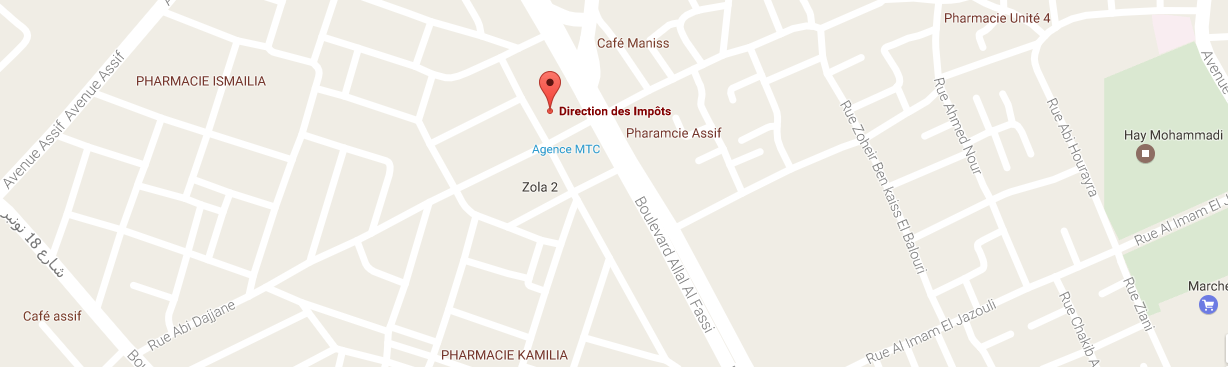 Pharmacie Unité 4
Café Maniss
Avenue Assif
Avenue Assif
Avenue
PHARMACIE ISMAILIA
Direction des Impôts
Pharamcie Assif
Agence MTC
Hay Mohammadi
Rue Zoheir Ben kaiss El Balouri
Rue Ahmed Nour
Rue Abi Hourayra
Zola 2
Boulevard Allal Al Fassi
شارع 18 نونبر
Rue Al Imam El J
Marche
Rue Ziani
Rue Chakib A
Café assif
Rue Abi Dajjane
Rue Al Imam El Jazouli
Bou
PHARMACIE KAMILIA